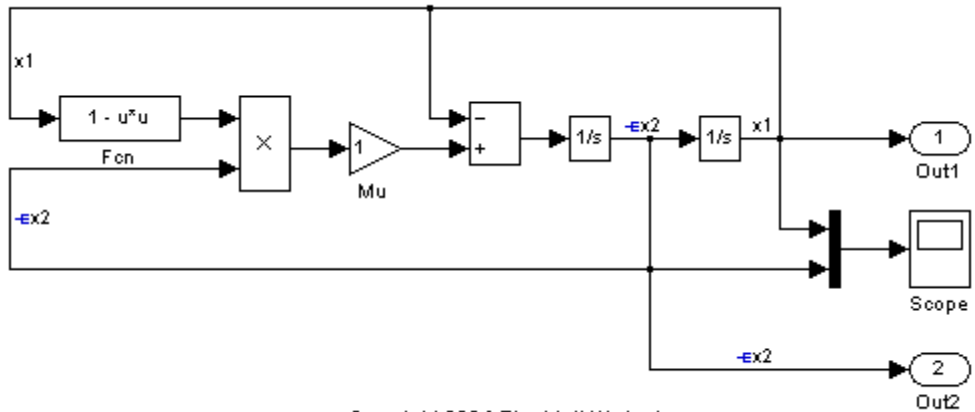 x1
1 - u*u
Fcn
×
1
Mu
−
+
1/s
x2
1/s
x1
1
Out1
x2
Scope
x2
2
Out2